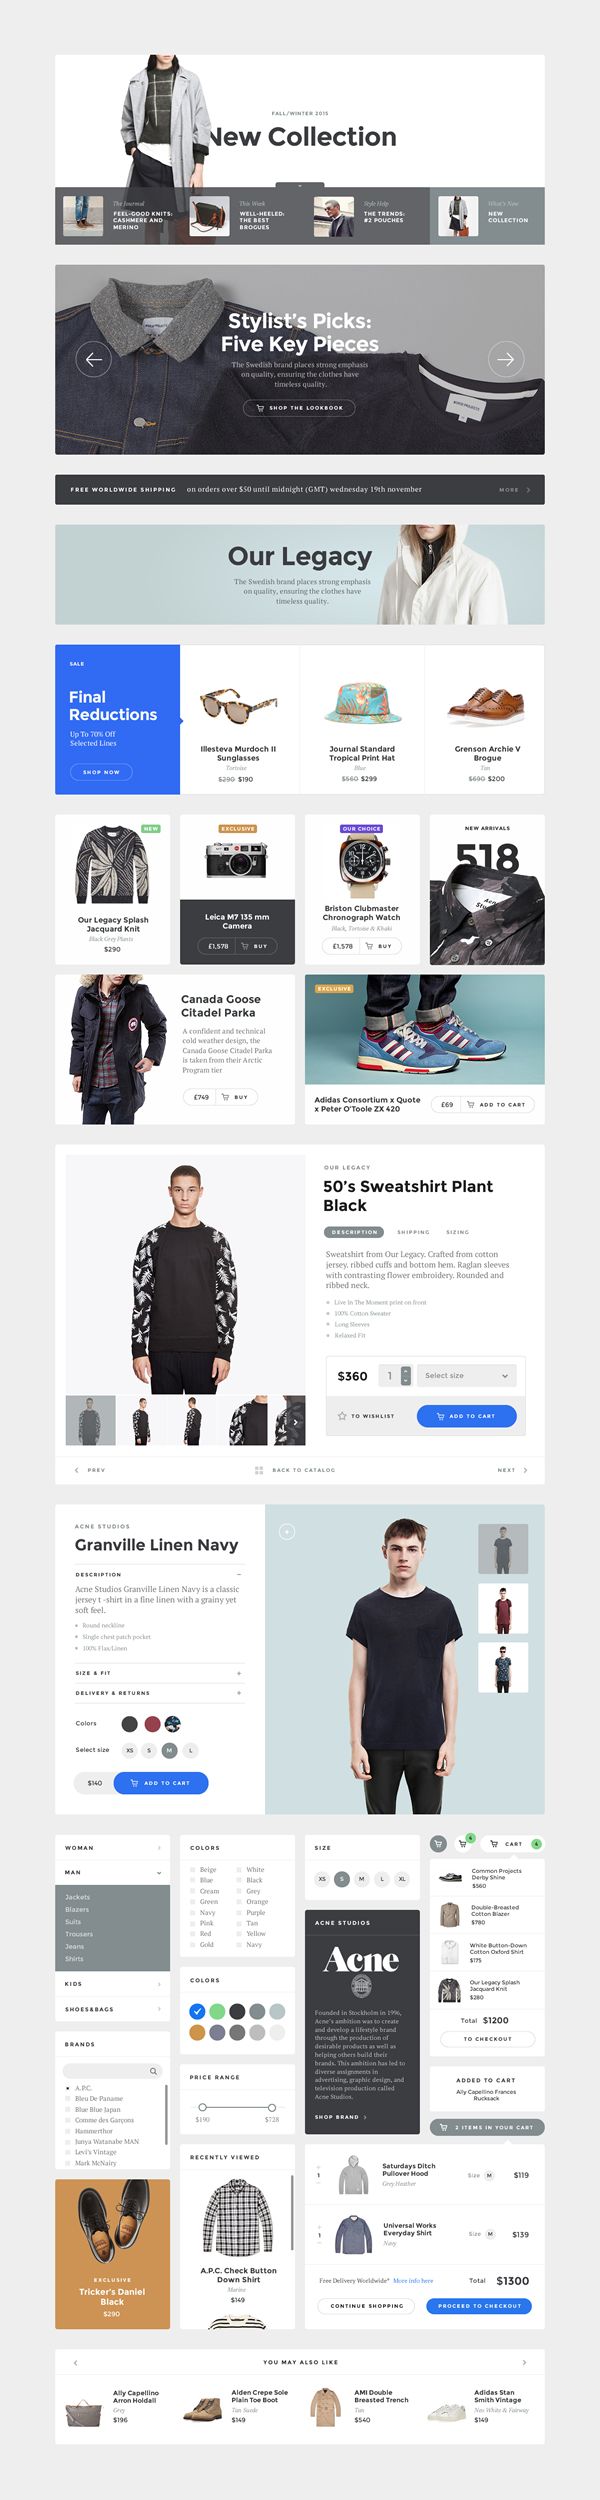 FALL/WINTER 2015
New Collection
The Journal
FEEL-GOOD KNITS:
CASHMERE AND
MERINO
This Week
WELL-HEELED:
THE BEST
BROGUES
Style Help
THE TRENDS:
#2 POUCHES
What's New
NEW
COLLECTION
Stylist's Picks:
Five Key Pieces
The Swedish brand places strong emphasis
on quality, ensuring the clothes have
timeless quality.
SHOP THE LOOKBOOK
FREE WORLDWIDE SHIPPING on orders over $50 until midnight (GMT) wednesday 19th november MORE
Our Legacy
The Swedish brand places strong emphasis
on quality, ensuring the clothes have
timeless quality.
SALE
Final
Reductions
Up To 70% Off
Selected Lines
SHOP NOW
Illesteva Murdoch II
Sunglasses
Tortoise
$290 $190
Journal Standard
Tropical Print Hat
Blue
$560 $299
Grenson Archie V
Brogue
Tan
$690 $200
NEW
Our Legacy Splash
Jacquard Knit
Black Grey Plants
$290
EXCLUSIVE
Leica M7 135 mm
Camera
£1,578 BUY
OUR CHOICE
Briston Clubmaster
Chronograph Watch
Black, Tortoise & Khaki
£1,578 BUY
NEW ARRIVALS
518
Canada Goose
Citadel Parka
A confident and technical
cold weather design, the
Canada Goose Citadel Parka
is taken from their Arctic
Program tier
£749 BUY
EXCLUSIVE
Adidas Consortium x Quote
x Peter O'Toole ZX 420
£69 ADD TO CART
OUR LEGACY
50's Sweatshirt Plant
Black
DESCRIPTION SHIPPING SIZING
Sweatshirt from Our Legacy. Crafted from cotton
jersey. ribbed cuffs and bottom hem. Raglan sleeves
with contrasting flower embroidery. Rounded and
ribbed neck.
Live In The Moment print on front
100% Cotton Sweater
Long Sleeves
Relaxed Fit
$360 1 Select size
TO WISHLIST ADD TO CART
PREV BACK TO CATALOG NEXT
ACNE STUDIOS
Granville Linen Navy
DESCRIPTION
Acne Studios Granville Linen Navy is a classic
jersey t -shirt in a fine linen with a grainy yet
soft feel.
Round neckline
Single chest patch pocket
100% Flax/Linen
SIZE & FIT
DELIVERY & RETURNS
Colors
Select size XS S M L
$140 ADD TO CART
WOMAN
MAN
Jackets
Blazers
Suits
Trousers
Jeans
Shirts
KIDS
SHOES&BAGS
BRANDS
A.P.C.
Bleu De Paname
Blue Blue Japan
Comme des Garçons
Hammerthor
Junya Watanabe MAN
Levi's Vintage
Mark McNairy
EXCLUSIVE
Tricker's Daniel
Black
$290
COLORS
Beige White
Blue Black
Cream Grey
Green Orange
Navy Purple
Pink Tan
Red Yellow
Gold Navy
COLORS
PRICE RANGE
$190 $728
RECENTLY VIEWED
A.P.C. Check Button
Down Shirt
Marine
$149
SIZE
XS S M L XL
ACNE STUDIOS
Acne
Founded in Stockholm in 1996,
Acne's ambition was to create
and develop a lifestyle brand
through the production of
desirable products as well as
helping others build their
brands. This ambition has led to
diverse assignments in
advertising, graphic design, and
television production called
Acne Studios.
SHOP BRAND
4 CART 4
Common Projects
Derby Shine
$560
Double-Breasted
Cotton Blazer
$780
White Button-Down
Cotton Oxford Shirt
$175
Our Legacy Splash
Jacquard Knit
$280
Total $1200
TO CHECKOUT
ADDED TO CART
Ally Capellino Frances
Rucksack
2 ITEMS IN YOUR CART
1 Saturdays Ditch
Pullover Hood
Grey Heather
Size M $119
1 Universal Works
Everyday Shirt
Navy
Size M $139
Free Delivery Worldwide* More info here Total $1300
CONTINUE SHOPPING PROCEED TO CHECKOUT
YOU MAY ALSO LIKE
Ally Capellino
Arron Holdall
Grey
$196
Alden Crepe Sole
Plain Toe Boot
Tan Suede
$149
AMI Double
Breasted Trench
Tan
$540
Adidas Stan
Smith Vintage
Neo White & Fairway
$149